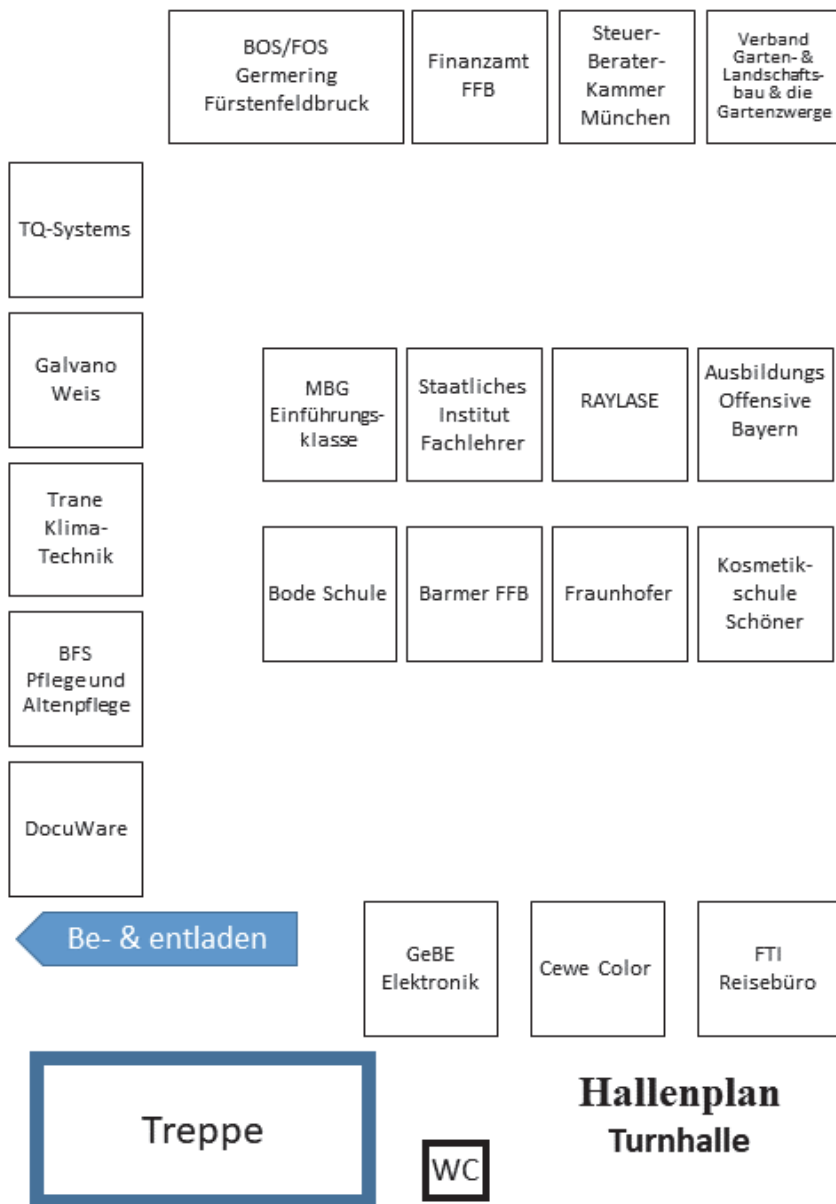 BOS/FOS
Germering
Fürstenfeldbruck
Finanzamt
FFB
Steuer-
Berater-
Kammer
München
Verband
Garten- &
Landschafts-
bau & die
Gartenzwerge
TQ-Systems
Galvano
Weis
Trane
Klima-
Technik
BFS
Pflege und
Altenpflege
DocuWare
MBG
Einführungs-
klasse
Staatliches
Institut
Fachlehrer
RAYLASE
Ausbildungs
Offensive
Bayern
Bode Schule
Barmer FFB
Fraunhofer
Kosmetik-
schule
Schöner
Be- & entladen
GeBE
Elektronik
Cewe Color
FTI
Reisebüro
Treppe
WC
Hallenplan
Turnhalle